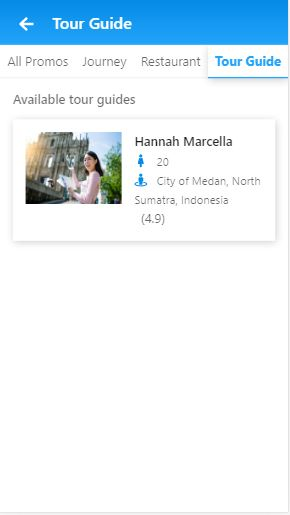 Tour Guide
All Promos Journey Restaurant Tour Guide
Available tour guides
Hannah Marcella
20
City of Medan, North
Sumatra, Indonesia
(4.9)